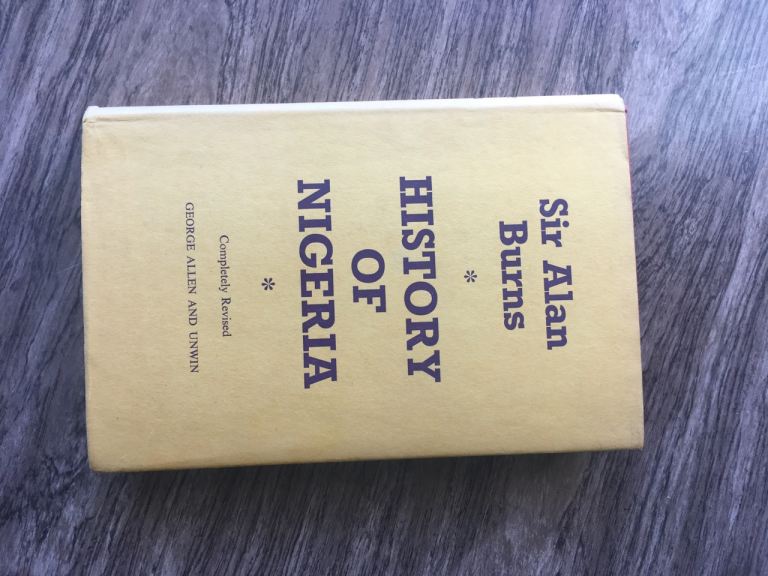 Sir Alan
Burns
*
HISTORY
OF
NIGERIA
*
Completely Revised
GEORGE ALLEN AND UNWIN